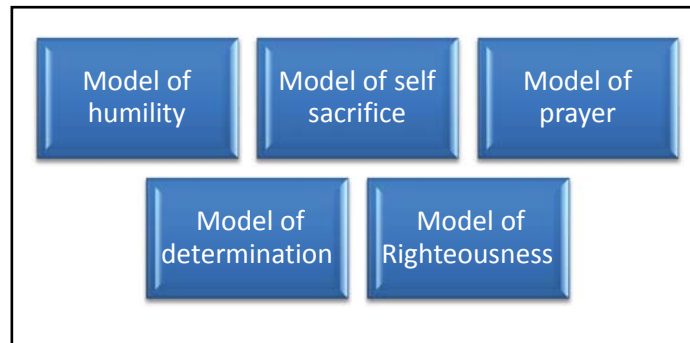 Model of
humility
Model of self
sacrifice
Model of
prayer
Model of
determination
Model of
Righteousness